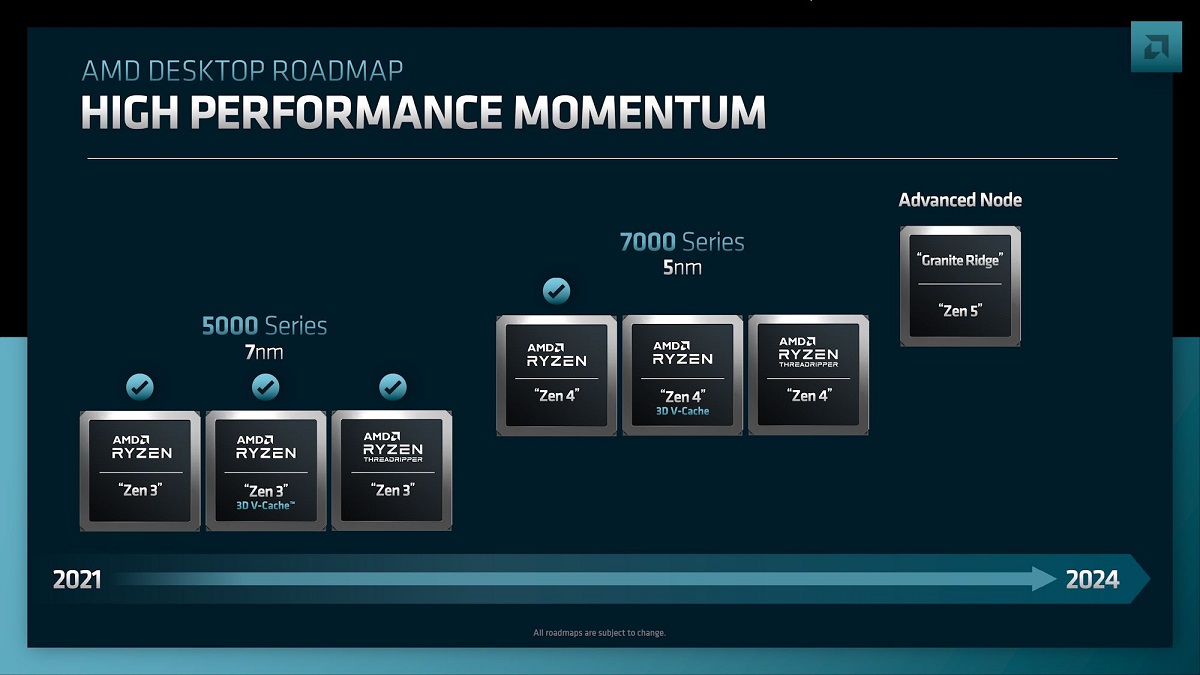 AMD DESKTOP ROADMAP
HIGH PERFORMANCE MOMENTUM
Advanced Node
“Granite Ridge”
“Zen 5”
7000 Series
5nm
AMD
RYZEN
“Zen 4”
AMD
RYZEN
“Zen 4”
3D V-Cache
AMD
RYZEN
THREADRIPPER
“Zen 4”
5000 Series
7nm
AMD
RYZEN
“Zen 3”
AMD
RYZEN
“Zen 3”
3D V-Cache™
AMD
RYZEN
THREADRIPPER
“Zen 3”
2021
2024
All roadmaps are subject to change.